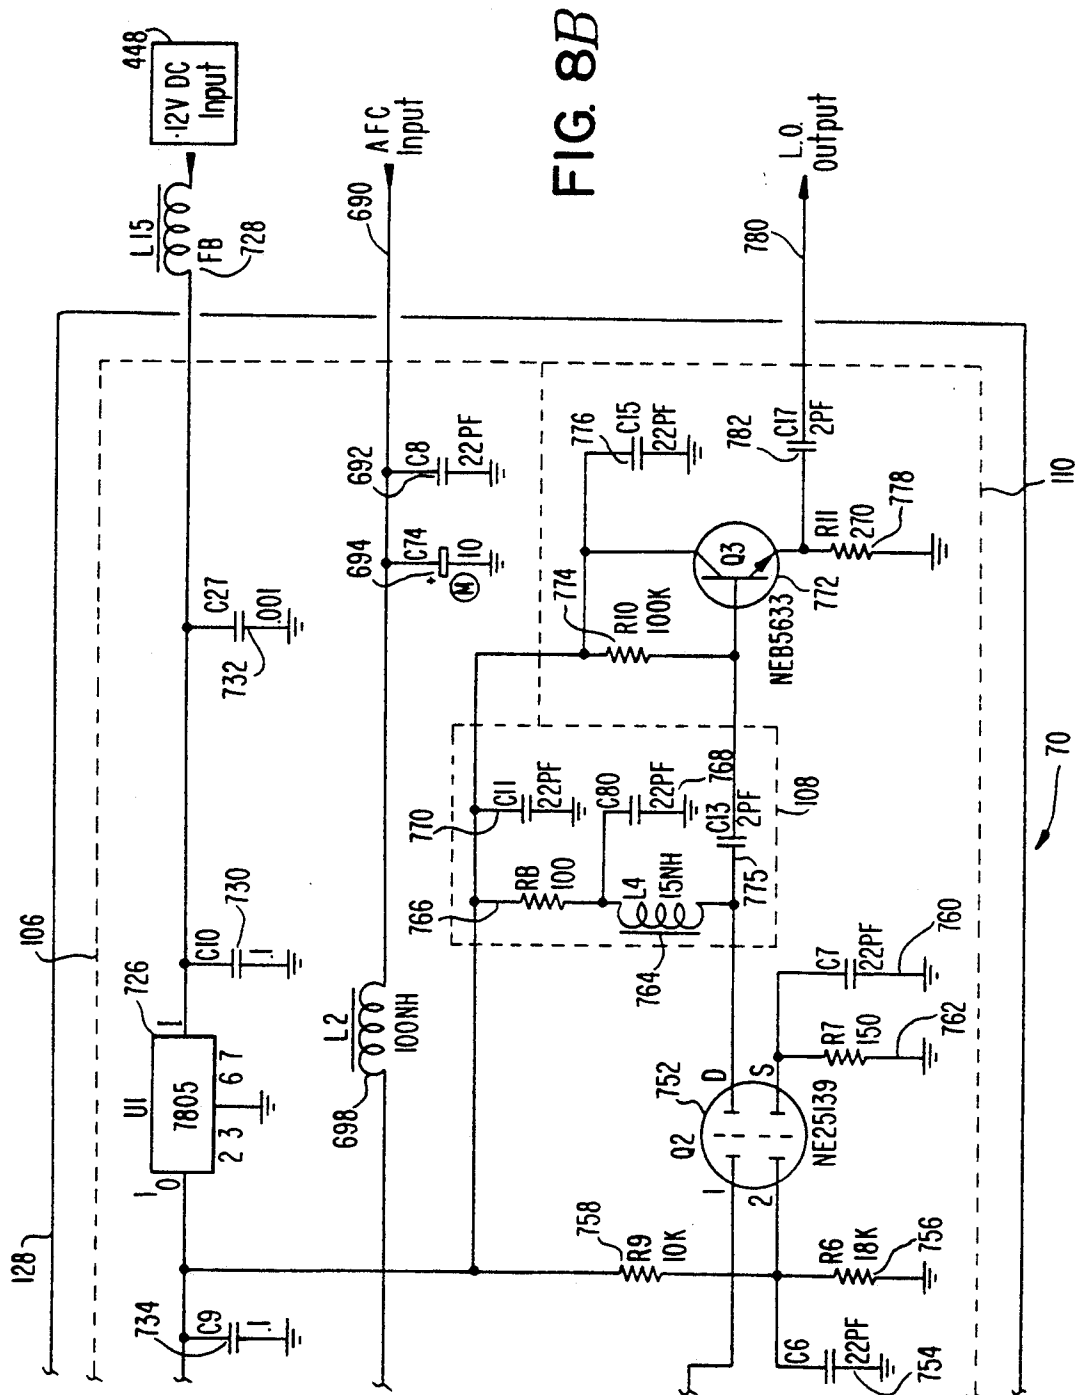 FIG. 8B
448
·12V DC
Input
L15
FB
728
AFC
Input
690
L.O.
output
780
692
C8
22PF
694
C74
+
10
M
C27
.001
732
776
C15
22PF
782
C17
2PF
110
774
R10
100K
Q3
772
NEB5633
R11
270
778
770
C11
22PF
C80
22PF
768
C13
2PF
775
108
70
766
R8
100
L4
15NH
764
106
726
C10
.1
730
L2
100NH
698
U1
7805
1
6 7
2 3
1
0
752
Q2
D
S
1
2
NE25139
C7
22PF
760
R7
150
762
128
734
C9
.1
758
R9
10K
R6
18K
756
C6
22PF
754